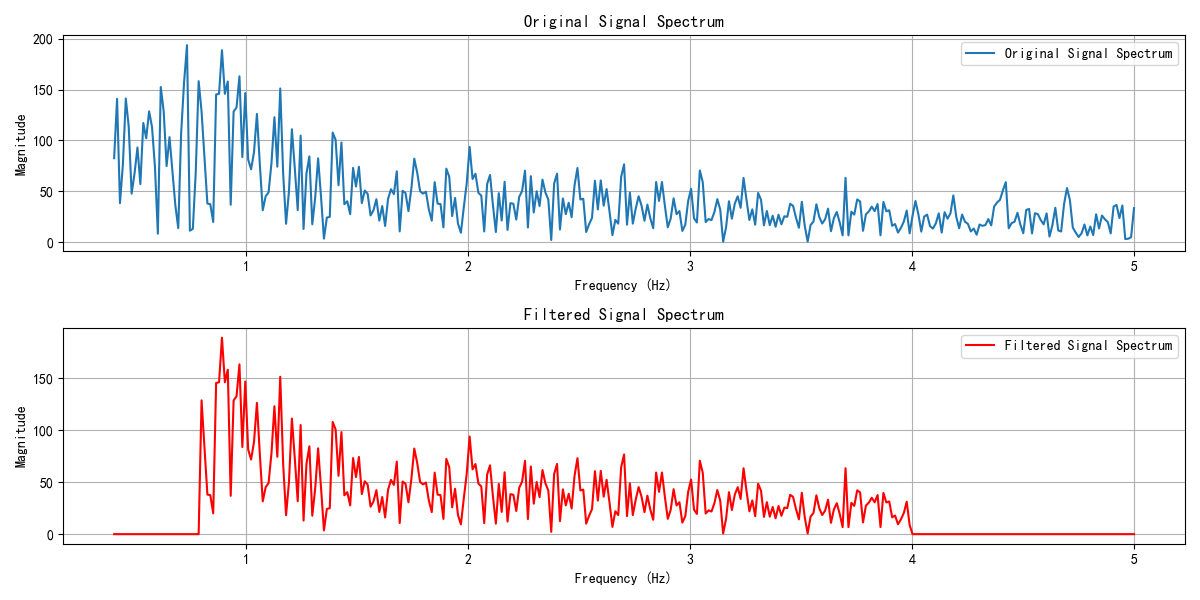 Original Signal Spectrum
200
150
100
50
0
Magnitude
Original Signal Spectrum
1 2 3 4 5
Frequency (Hz)
Filtered Signal Spectrum
150
100
50
0
Magnitude
Filtered Signal Spectrum
1 2 3 4 5
Frequency (Hz)